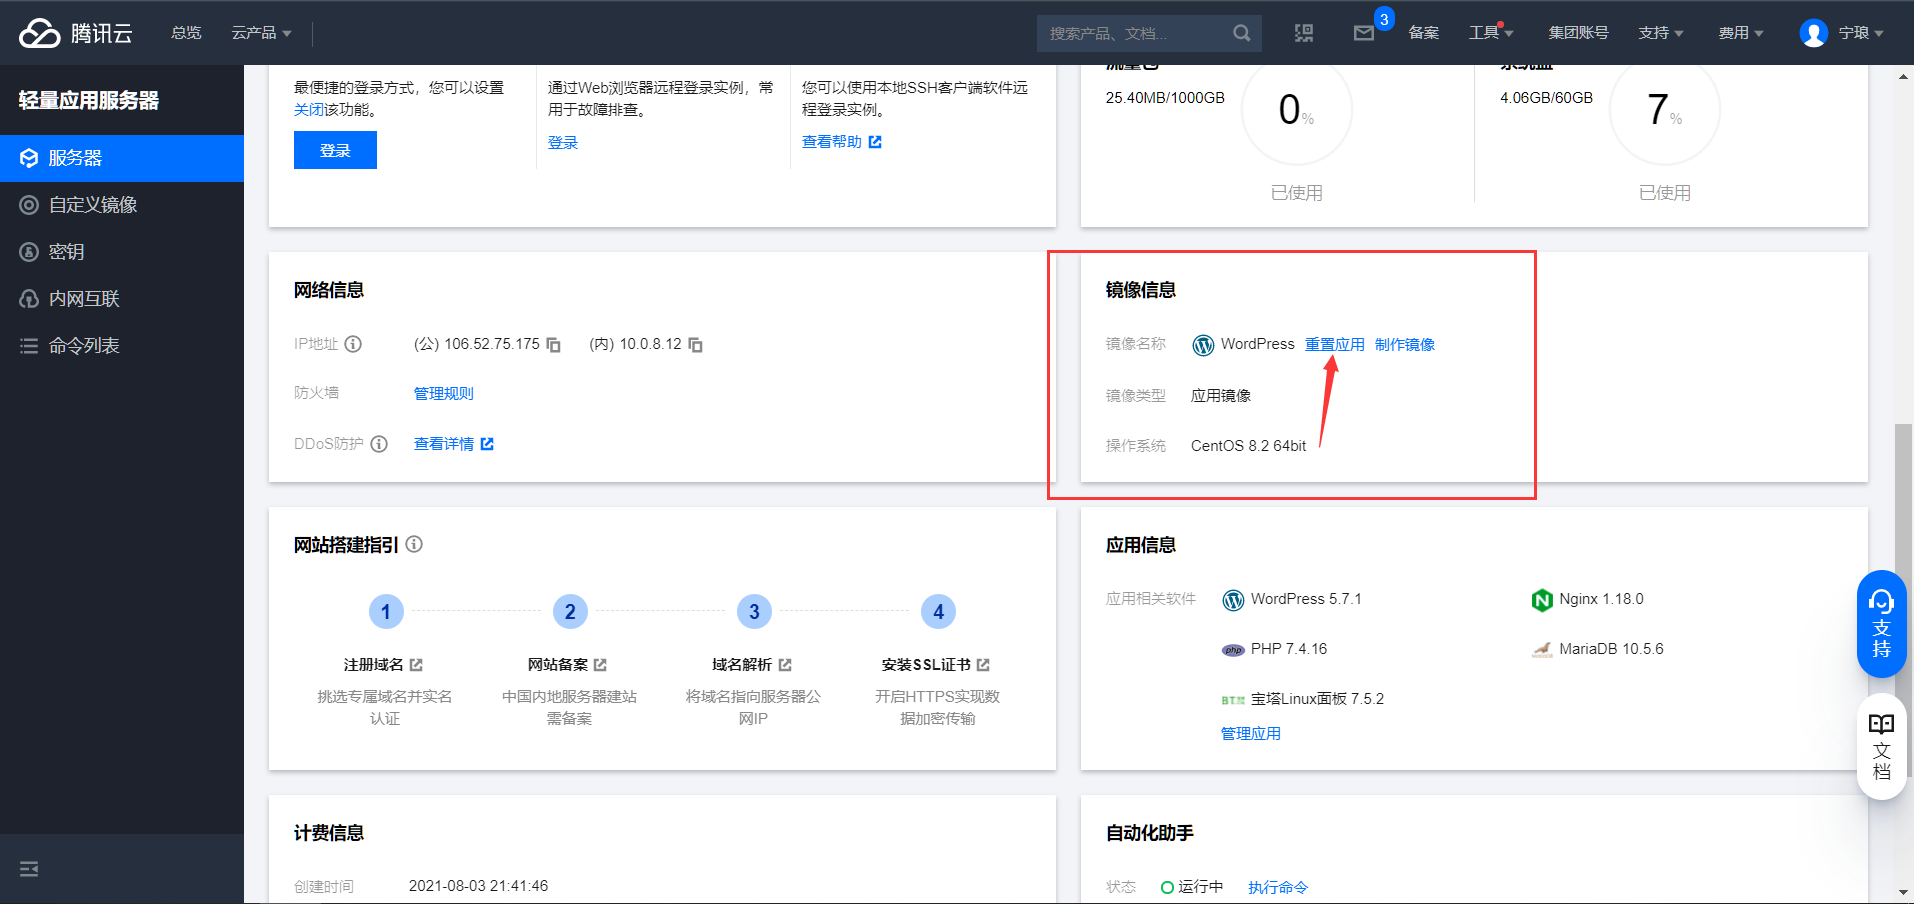 腾讯云 总览 云产品 搜索产品、文档... 3 备案 工具 集团账号 支持 费用 宁琅
轻量应用服务器
服务器
自定义镜像
密钥
内网互联
命令列表
最便捷的登录方式，您可以设置
关闭该功能。
登录
通过Web浏览器远程登录实例，常
用于故障排查。
登录
您可以使用本地SSH客户端软件远
程登录实例。
查看帮助
流量包
25.40MB/1000GB
0%
已使用
系统盘
4.06GB/60GB
7%
已使用
网络信息
IP地址 (公) 106.52.75.175 (内) 10.0.8.12
防火墙 管理规则
DDoS防护 查看详情
镜像信息
镜像名称 WordPress 重置应用 制作镜像
镜像类型 应用镜像
操作系统 CentOS 8.2 64bit
网站搭建指引
1 2 3 4
注册域名
挑选专属域名并实名
认证
网站备案
中国内地服务器建站
需备案
域名解析
将域名指向服务器公
网IP
安装SSL证书
开启HTTPS实现数
据加密传输
应用信息
应用相关软件 WordPress 5.7.1 Nginx 1.18.0
php PHP 7.4.16 MariaDB 10.5.6
宝塔Linux面板 7.5.2
管理应用
计费信息
创建时间 2021-08-03 21:41:46
自动化助手
状态 运行中 执行命令
支
持
文
档